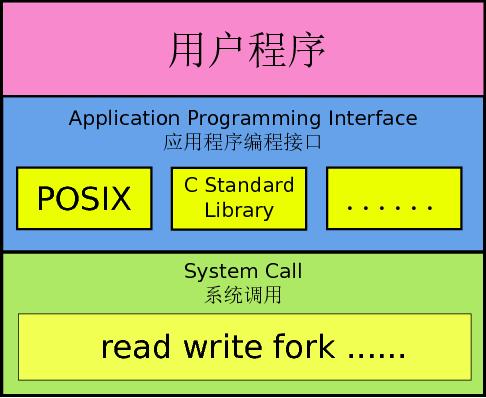 用户程序
Application Programming Interface
应用程序编程接口
POSIX
C Standard
Library
......
System Call
系统调用
read write fork ......